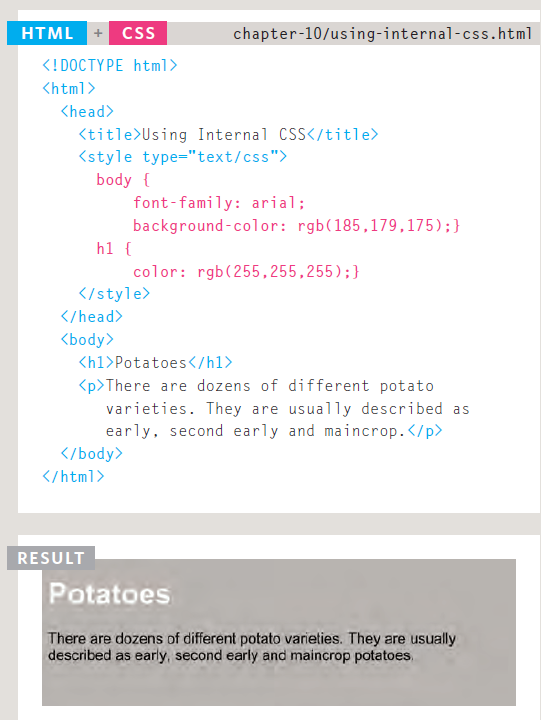 HTML + CSS chapter-10/using-internal-css.html
<!DOCTYPE html>
<html>
<head>
<title>Using Internal CSS</title>
<style type="text/css">
body {
font-family: arial;
background-color: rgb(185,179,175);}
h1 {
color: rgb(255,255,255);}
</style>
</head>
<body>
<h1>Potatoes</h1>
<p>There are dozens of different potato
varieties. They are usually described as
early, second early and maincrop.</p>
</body>
</html>
RESULT
Potatoes
There are dozens of different potato varieties. They are usually
described as early, second early and maincrop potatoes.